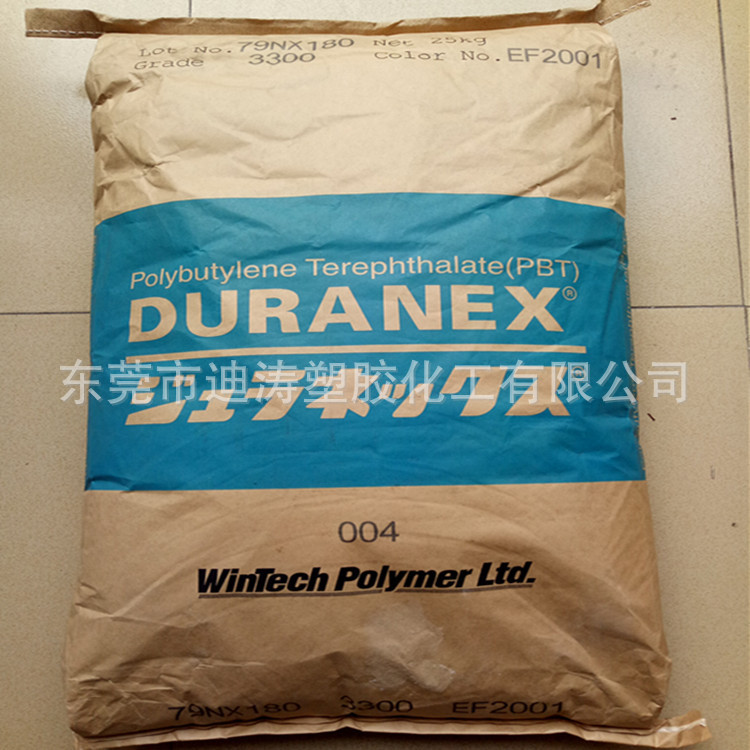 Lot No. 79NX180 Net 25kg
Grade 3300 Color No. EF2001
Polybutylene Terephthalate(PBT)
DURANEX®
东莞市迪涛塑胶化工有限公司
ジュラネックス®
004
WinTech Polymer Ltd.
79NX180 3300 EF2001